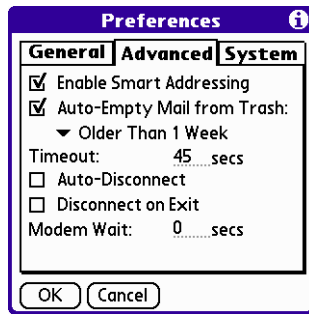 Preferences
General Advanced System
Enable Smart Addressing
Auto-Empty Mail from Trash:
Older Than 1 Week
Timeout: 45 secs
Auto-Disconnect
Disconnect on Exit
Modem Wait: 0 secs
OK Cancel